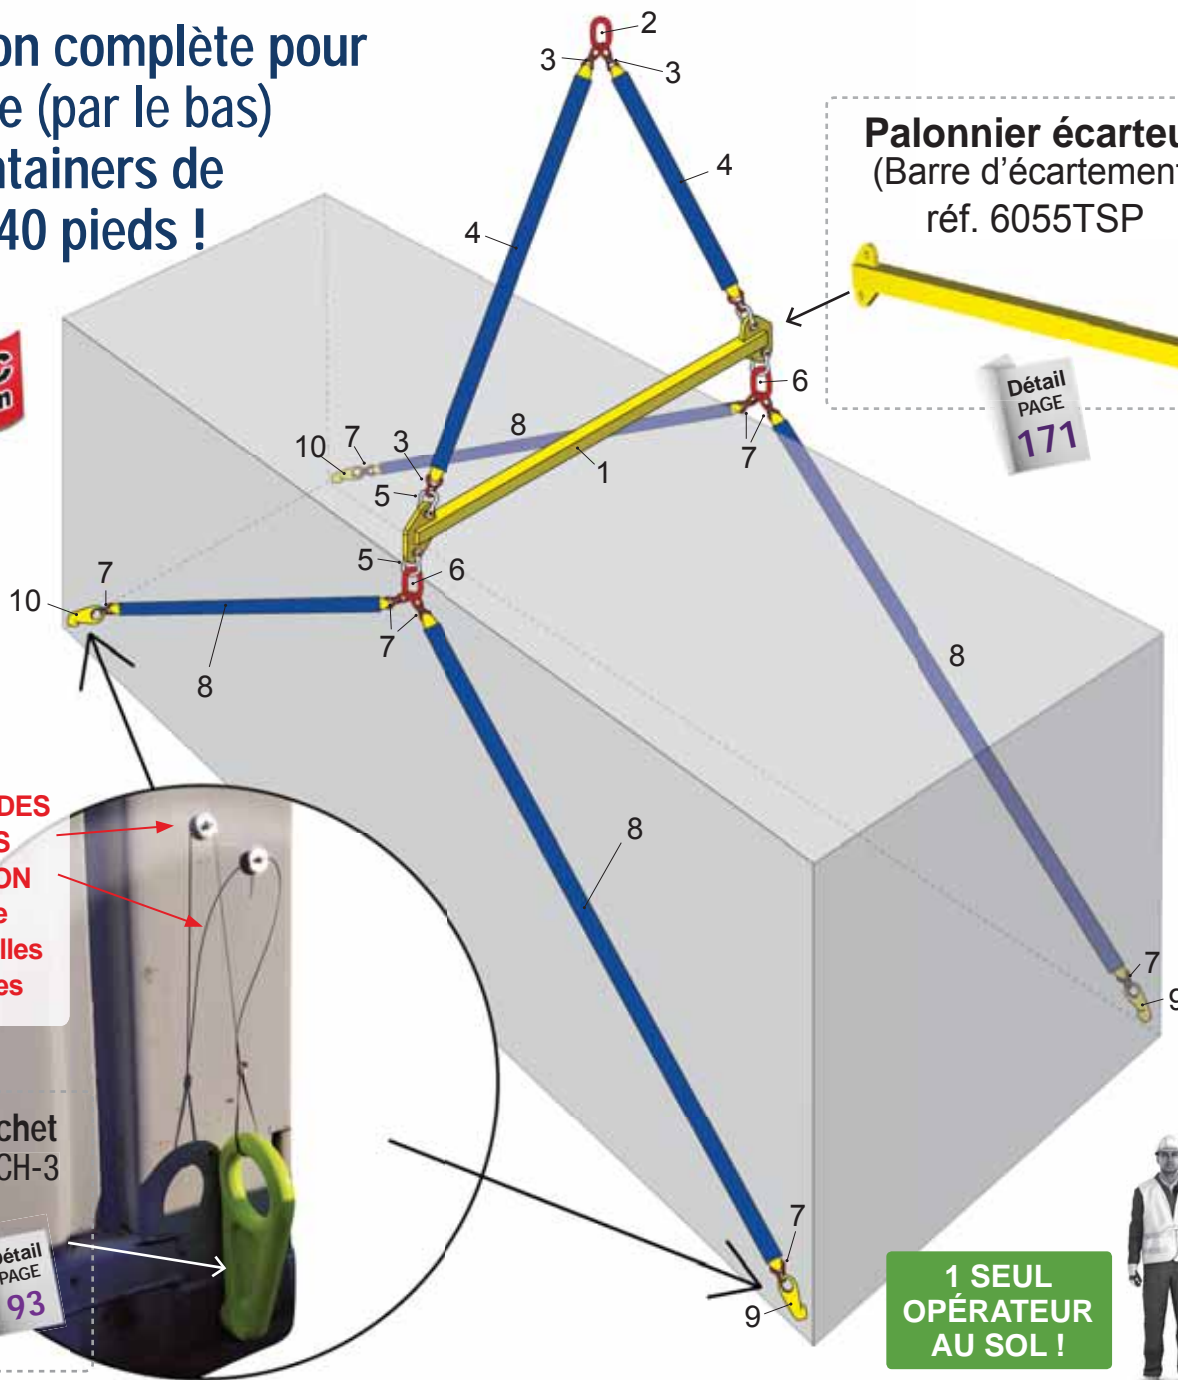 on complète pour
e (par le bas)
ntainers de
40 pieds !
2
3
3
4
4
Palonnier écarteu
(Barre d'écartement
réf. 6055TSP
Détail
PAGE
171
6
8
7
1
10
7
3
5
5
6
7
10
7
8
8
8
7
9
7
9
DES
S
ON
e
lles
es
chet
CH-3
Détail
PAGE
93
1 SEUL
OPÉRATEUR
AU SOL !